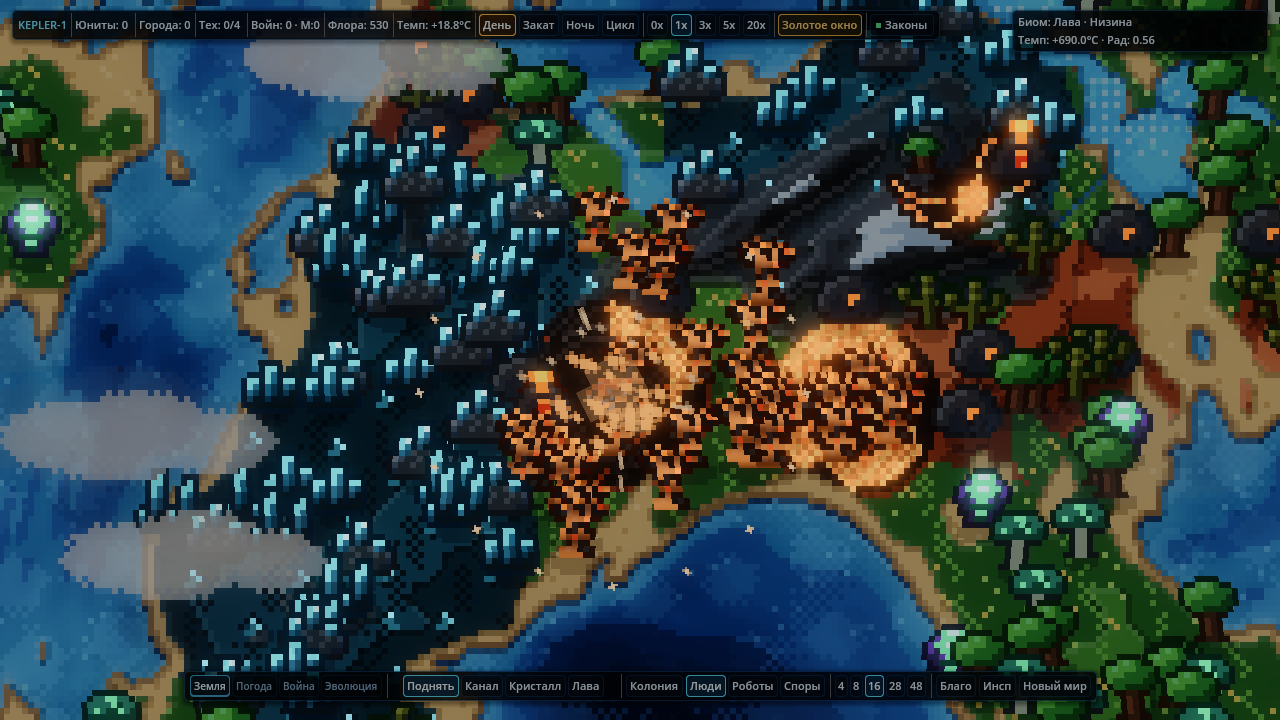 KEPLER-1 Юниты: 0 Города: 0 Тех: 0/4 Войн: 0 · М:0 Флора: 530 Темп: +18.8°C День Закат Ночь Цикл 0x 1x 3x 5x 20x Золотое окно Законы
Биом: Лава · Низина
Темп: +690.0°C · Рад: 0.56
Земля Погода Война Эволюция Поднять Канал Кристалл Лава Колония Люди Роботы Споры 4 8 16 28 48 Благо Инсп Новый мир